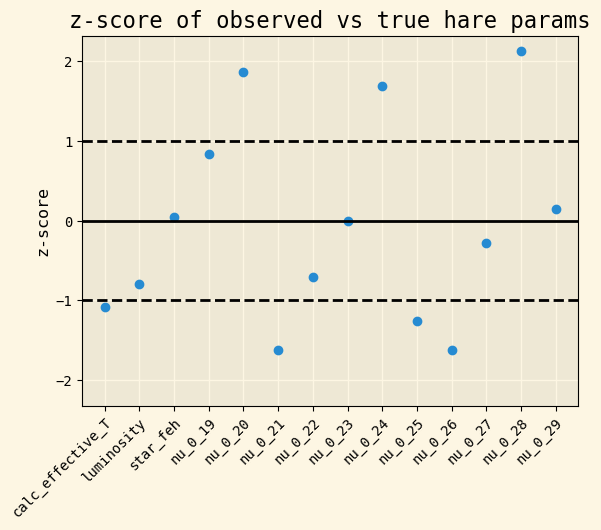 z-score of observed vs true hare params
z-score
2
1
0
−1
−2
calc_effective_T
luminosity
star_feh
nu_0_19
nu_0_20
nu_0_21
nu_0_22
nu_0_23
nu_0_24
nu_0_25
nu_0_26
nu_0_27
nu_0_28
nu_0_29